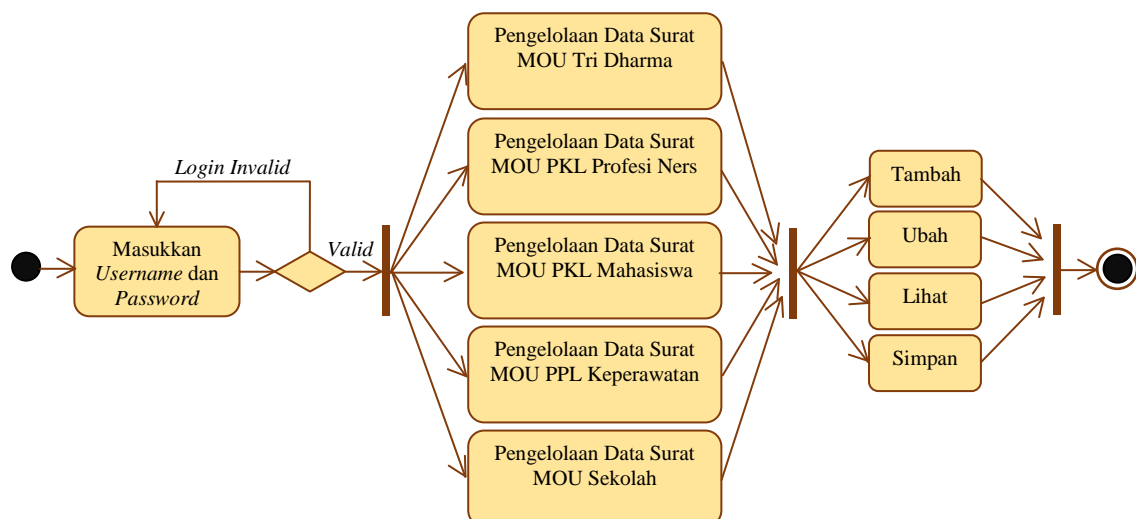 Login Invalid
Masukkan
Username dan
Password
Valid
Pengelolaan Data Surat
MOU Tri Dharma
Pengelolaan Data Surat
MOU PKL Profesi Ners
Pengelolaan Data Surat
MOU PKL Mahasiswa
Pengelolaan Data Surat
MOU PPL Keperawatan
Pengelolaan Data Surat
MOU Sekolah
Tambah
Ubah
Lihat
Simpan